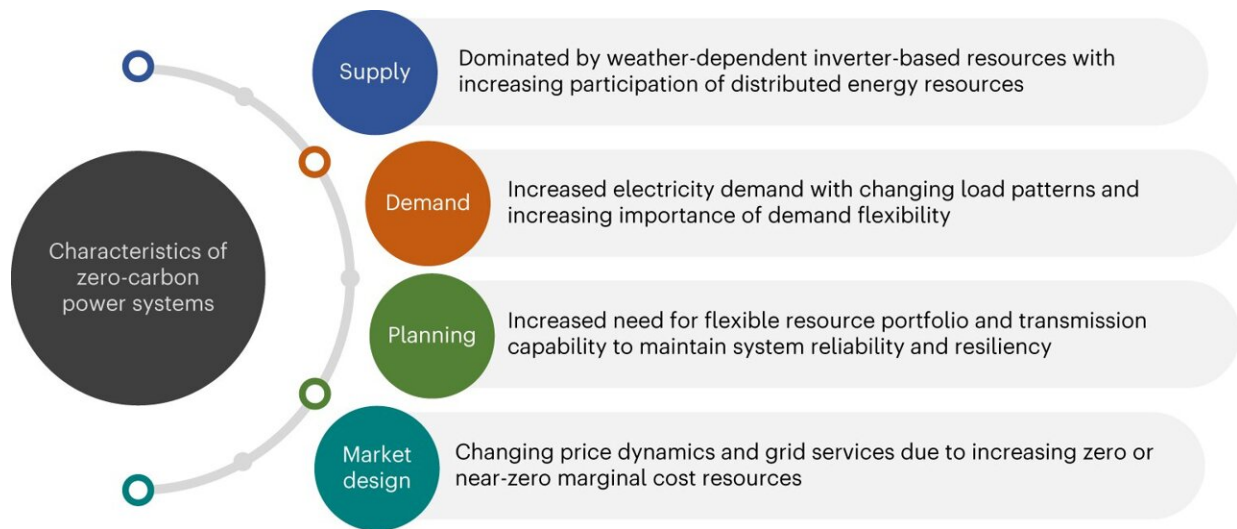 Characteristics of
zero-carbon
power systems
Supply
Dominated by weather-dependent inverter-based resources with
increasing participation of distributed energy resources
Demand
Increased electricity demand with changing load patterns and
increasing importance of demand flexibility
Planning
Increased need for flexible resource portfolio and transmission
capability to maintain system reliability and resiliency
Market
design
Changing price dynamics and grid services due to increasing zero or
near-zero marginal cost resources